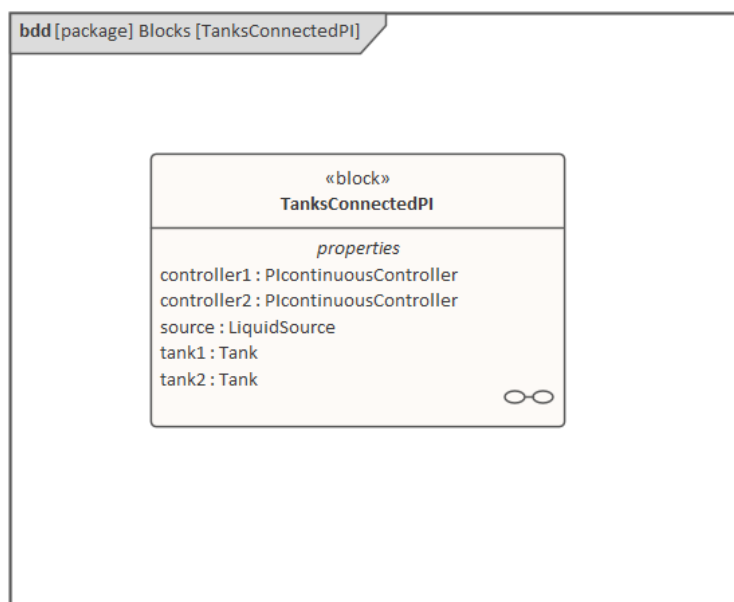 bdd [package] Blocks [TanksConnectedPI]
«block»
TanksConnectedPI
properties
controller1 : PIcontinuousController
controller2 : PIcontinuousController
source : LiquidSource
tank1 : Tank
tank2 : Tank